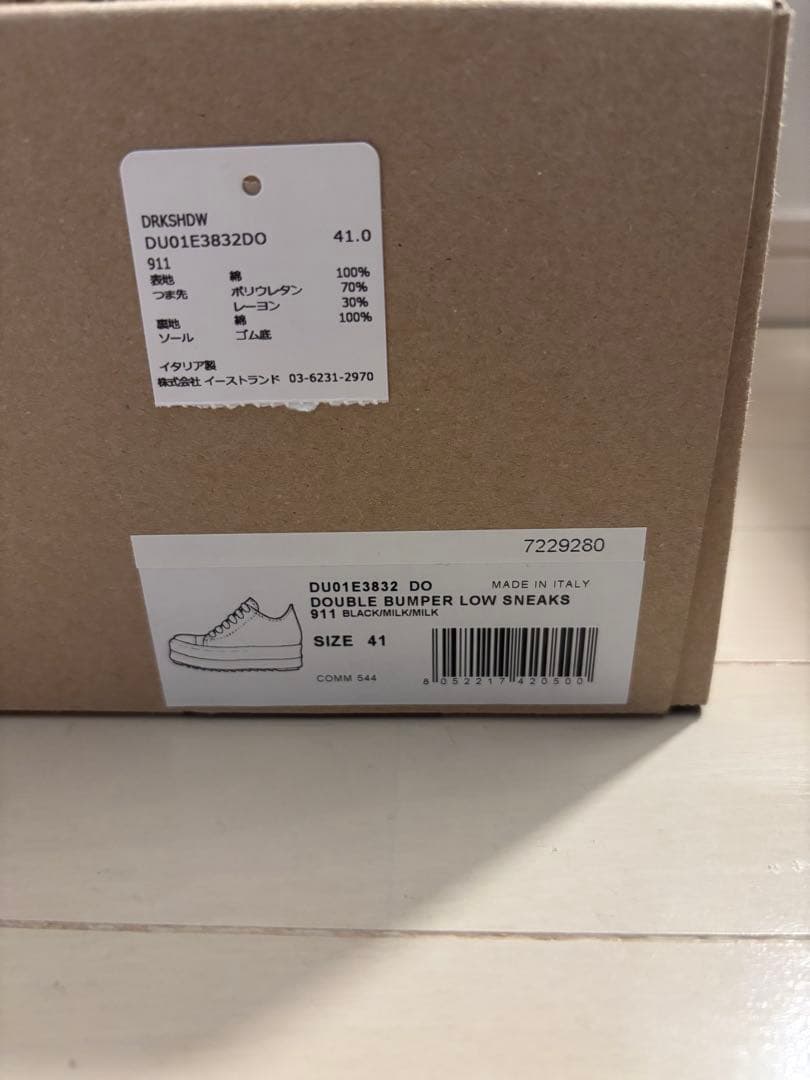 DRKSHDW
DU01E3832DO 41.0
911
表地 綿 100%
つま先 ポリウレタン 70%
レーヨン 30%
裏地 綿 100%
ソール ゴム底
イタリア製
株式会社 イーストランド 03-6231-2970
7229280
DU01E3832 DO MADE IN ITALY
DOUBLE BUMPER LOW SNEAKS
911 BLACK/MILK/MILK
SIZE 41
COMM 544
8 052217 420500